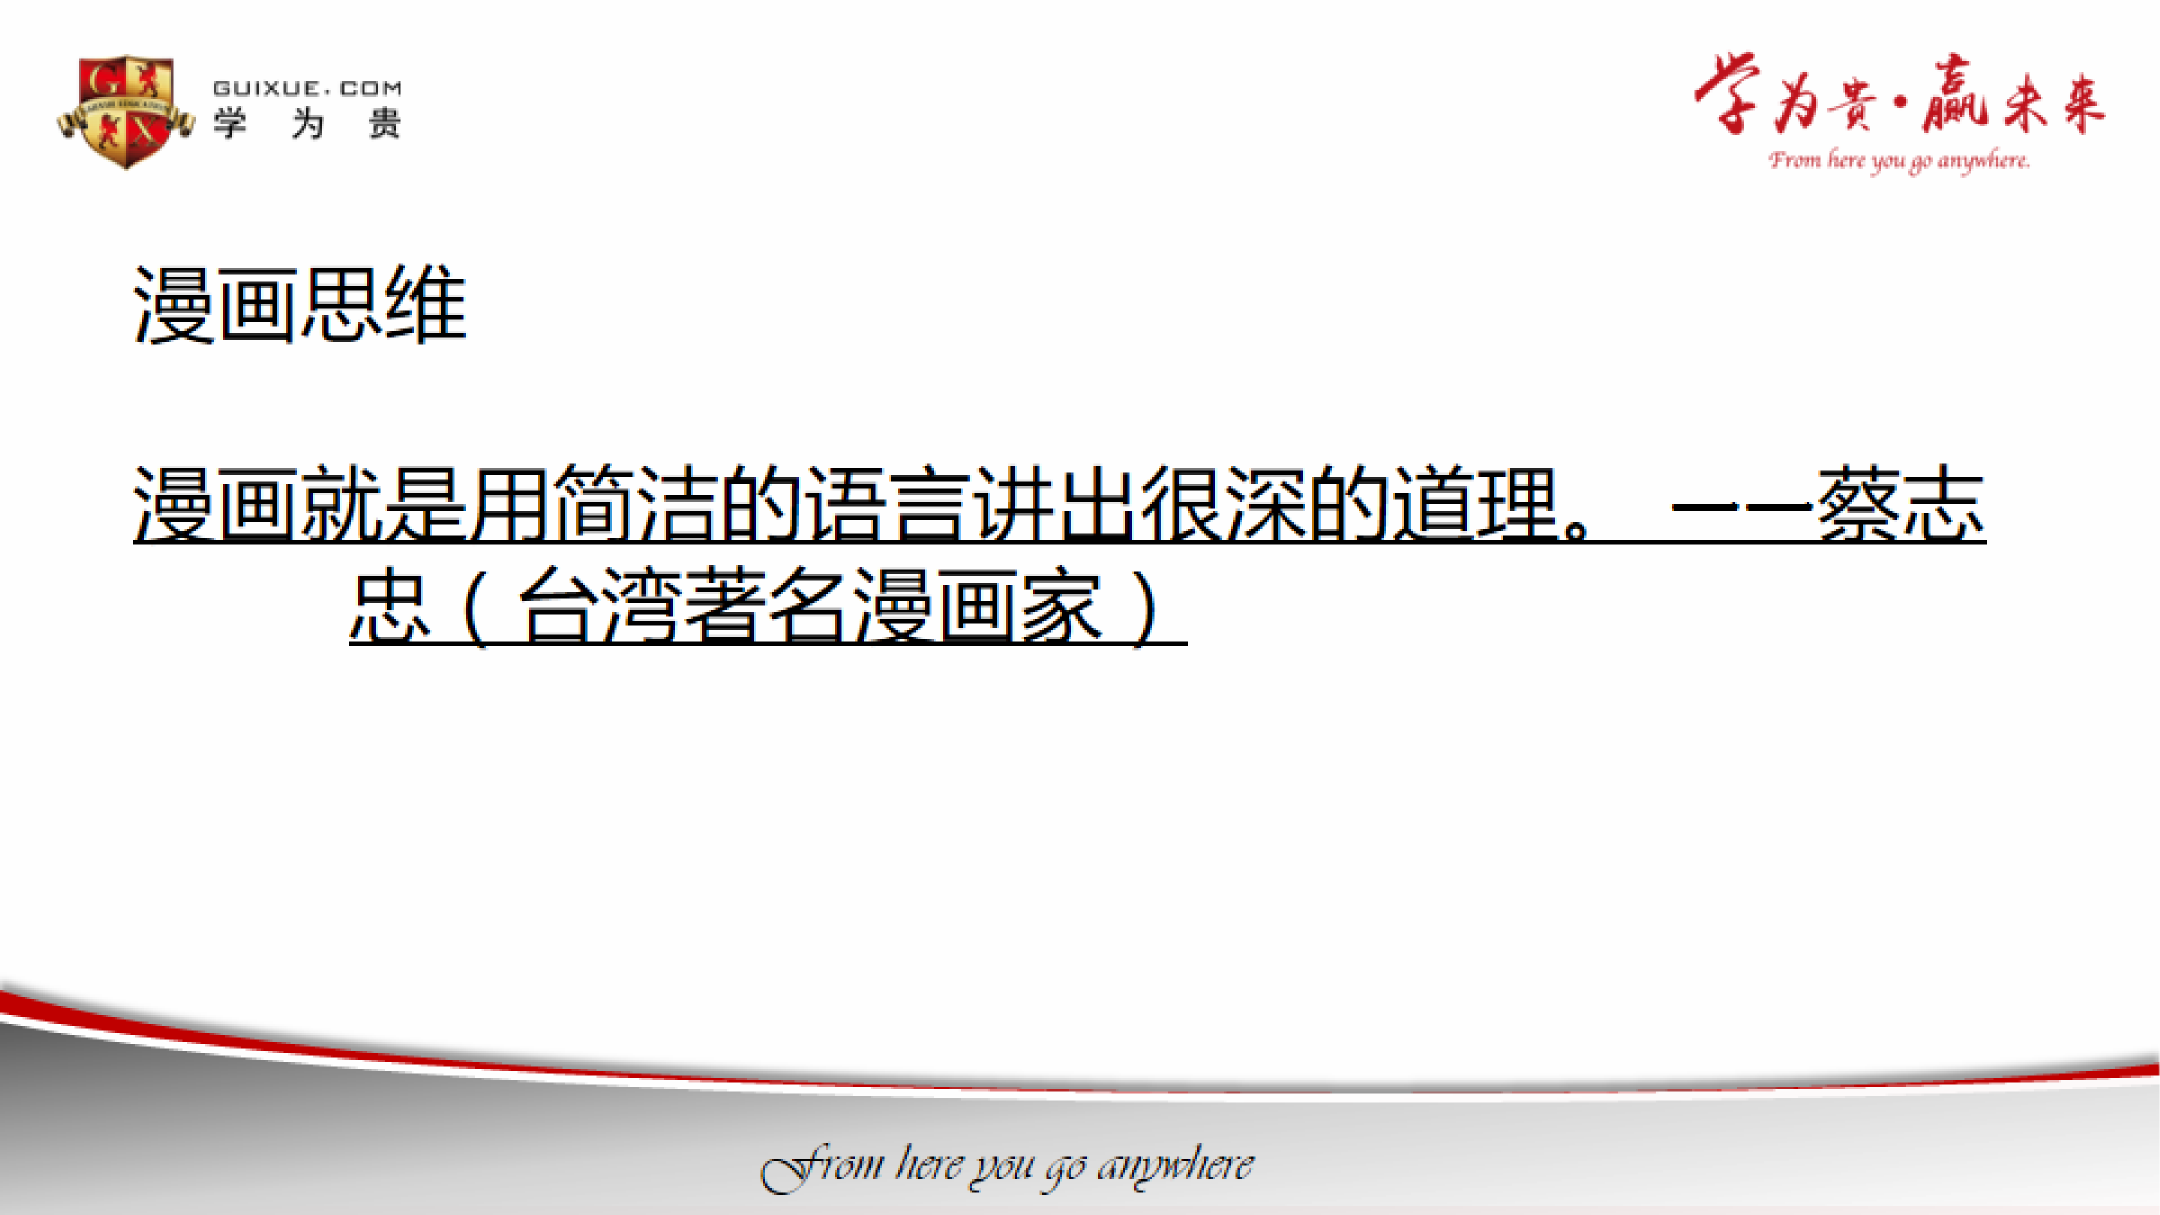 GUIXUE.COM
学为贵
学为贵·赢未来
From here you go anywhere.
漫画思维
漫画就是用简洁的语言讲出很深的道理。 ——蔡志
忠（台湾著名漫画家）
From here you go anywhere